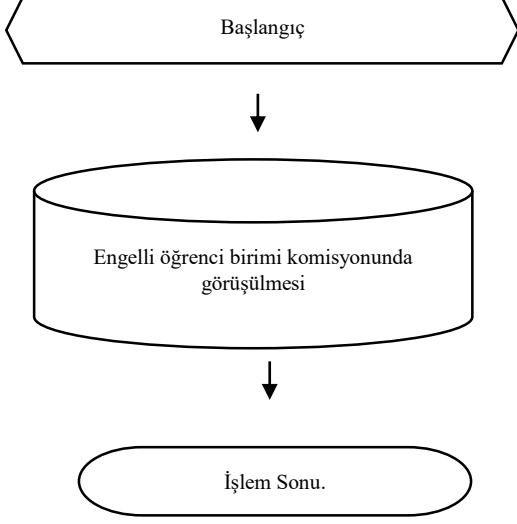 Başlangıç
Engelli öğrenci birimi komisyonunda
görüşülmesi
İşlem Sonu.